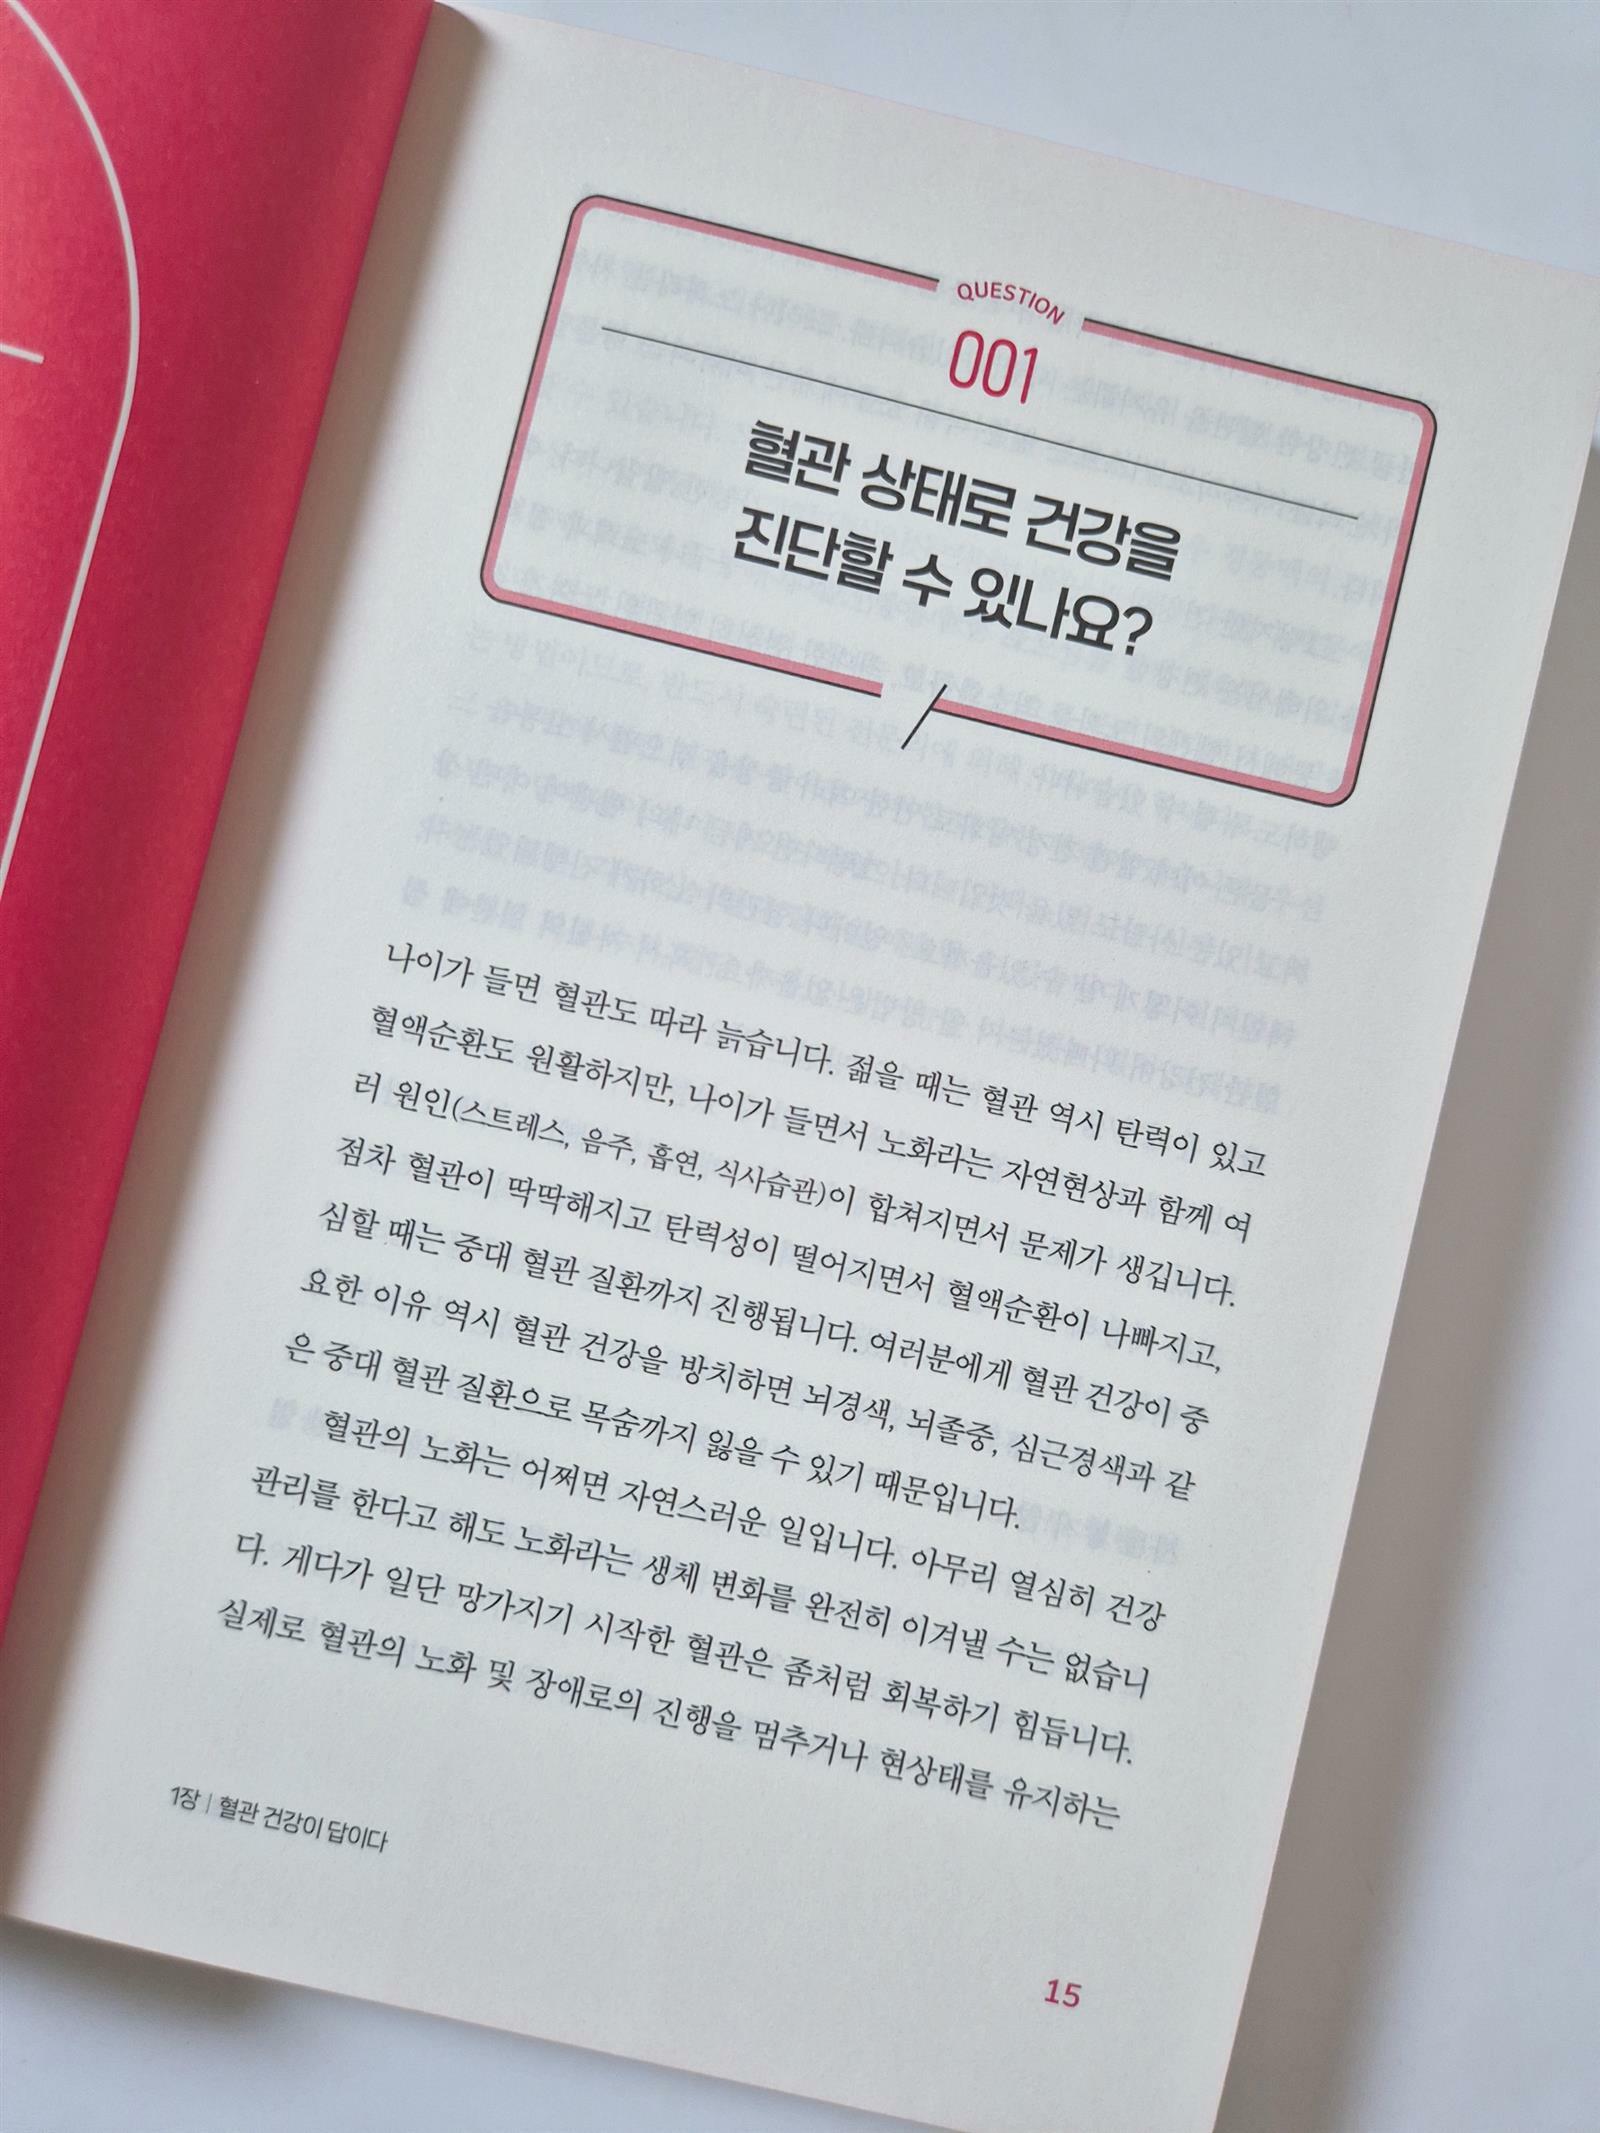 QUESTION
001
혈관 상태로 건강을
진단할 수 있나요?
나이가 들면 혈관도 따라 늙습니다. 젊을 때는 혈관 역시 탄력이 있고
혈액순환도 원활하지만, 나이가 들면서 노화라는 자연현상과 함께 여
러 원인(스트레스, 음주, 흡연, 식사습관)이 합쳐지면서 문제가 생깁니다.
점차 혈관이 딱딱해지고 탄력성이 떨어지면서 혈액순환이 나빠지고,
심할 때는 중대 혈관 질환까지 진행됩니다. 여러분에게 혈관 건강이 중
요한 이유 역시 혈관 건강을 방치하면 뇌경색, 뇌졸중, 심근경색과 같
은 중대 혈관 질환으로 목숨까지 잃을 수 있기 때문입니다.
혈관의 노화는 어쩌면 자연스러운 일입니다. 아무리 열심히 건강
관리를 한다고 해도 노화라는 생체 변화를 완전히 이겨낼 수는 없습니
다. 게다가 일단 망가지기 시작한 혈관은 좀처럼 회복하기 힘듭니다.
실제로 혈관의 노화 및 장애로의 진행을 멈추거나 현상태를 유지하는
1장 | 혈관 건강이 답이다
15